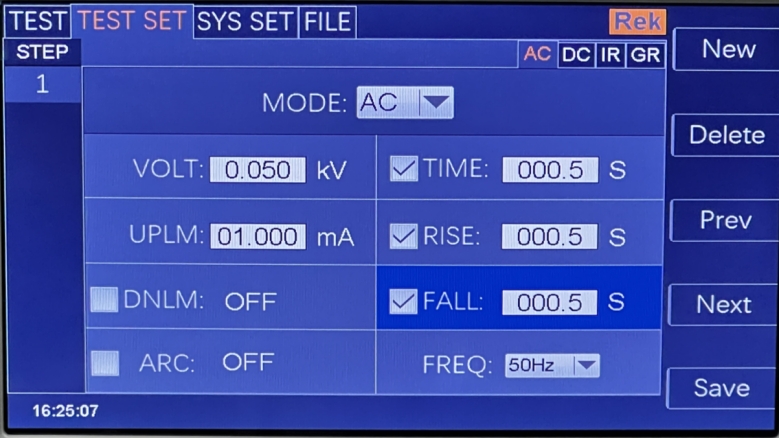 TEST TEST SET SYS SET FILE Rek
STEP AC DC IR GR
1
MODE: AC
VOLT: 0.050 kV TIME: 000.5 S
UPLM: 01.000 mA RISE: 000.5 S
DNLM: OFF FALL: 000.5 S
ARC: OFF FREQ: 50Hz
16:25:07
New
Delete
Prev
Next
Save